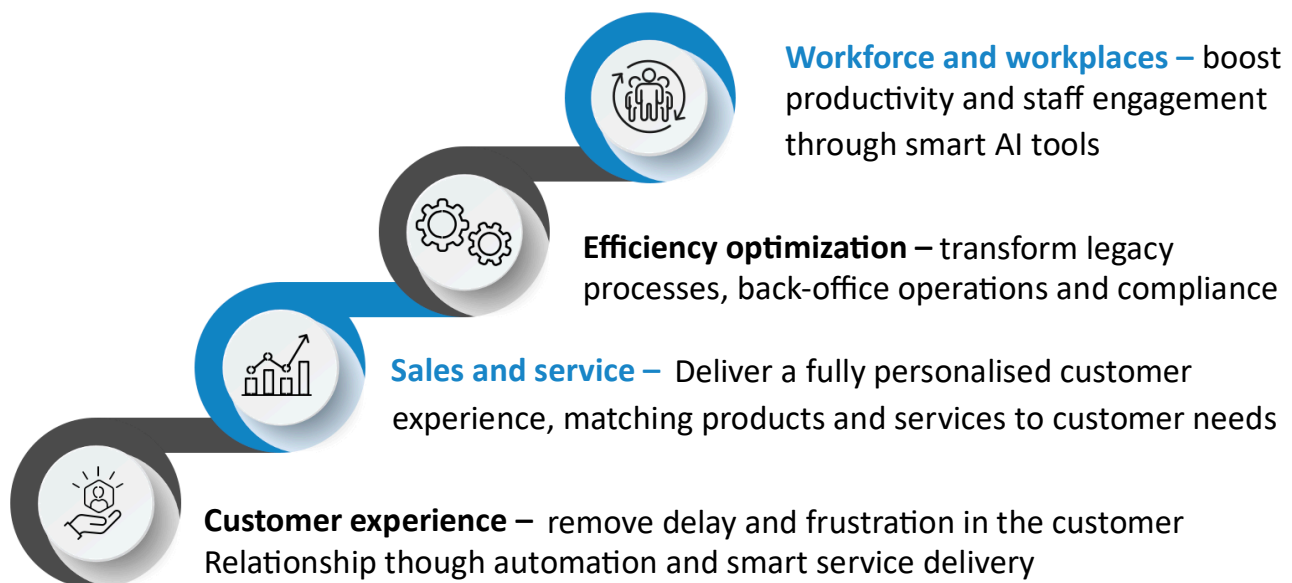 Workforce and workplaces – boost
productivity and staff engagement
through smart AI tools
Efficiency optimization – transform legacy
processes, back-office operations and compliance
Sales and service – Deliver a fully personalised customer
experience, matching products and services to customer needs
Customer experience – remove delay and frustration in the customer
Relationship though automation and smart service delivery